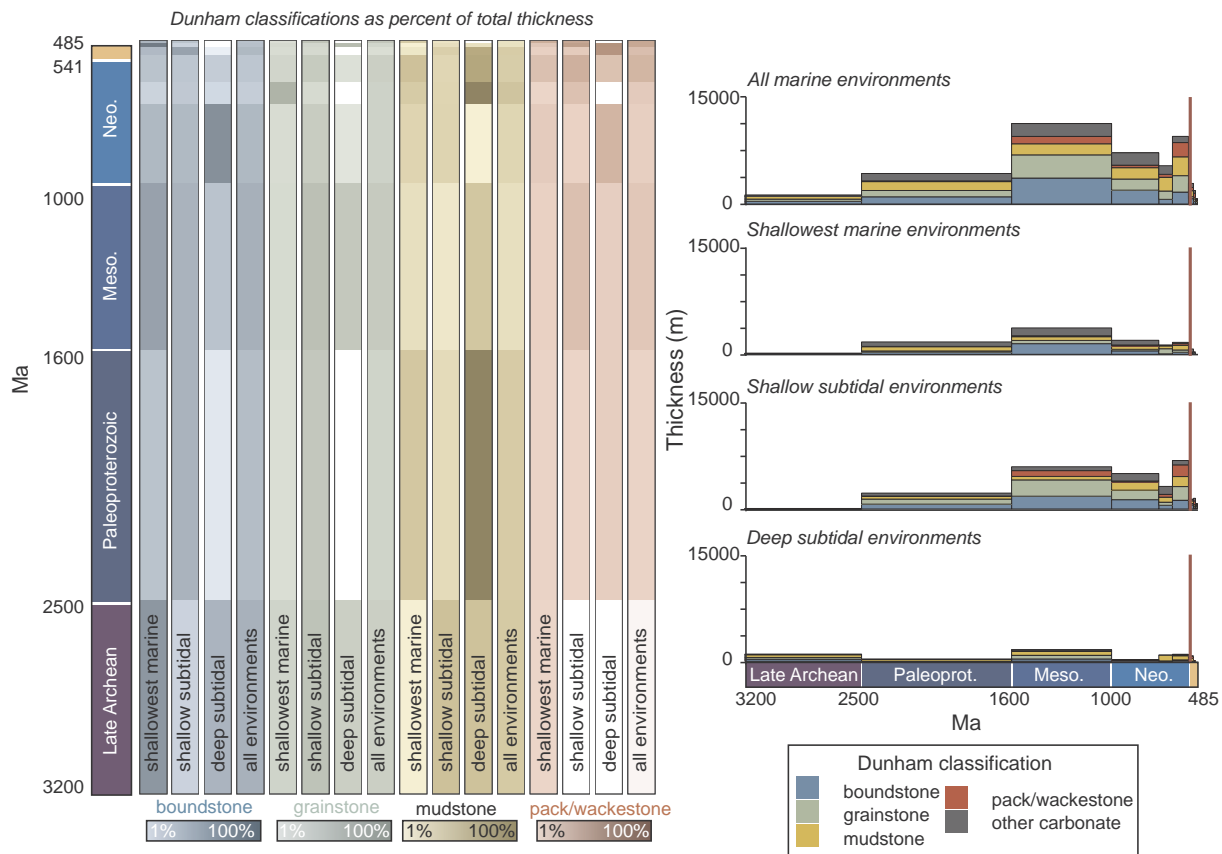 Dunham classifications as percent of total thickness
485
541
1000
1600
2500
3200
Ma
Neo.
Meso.
Paleoproterozoic
Late Archean
shallowest marine
shallow subtidal
deep subtidal
all environments
shallowest marine
shallow subtidal
deep subtidal
all environments
shallowest marine
shallow subtidal
deep subtidal
all environments
shallowest marine
shallow subtidal
deep subtidal
all environments
boundstone
grainstone
mudstone
pack/wackestone
1% 100%
1% 100%
1% 100%
1% 100%
All marine environments
15000
0
Shallowest marine environments
15000
0
Thickness (m)
Shallow subtidal environments
15000
0
Deep subtidal environments
15000
0
Late Archean Paleoprot. Meso. Neo.
3200 2500 1600 1000 485
Ma
Dunham classification
boundstone
grainstone
mudstone
pack/wackestone
other carbonate